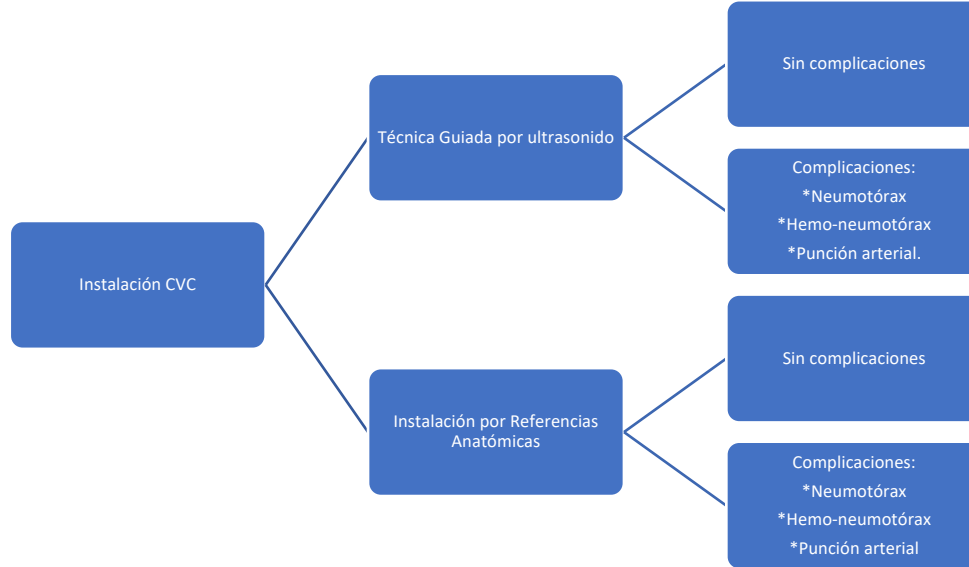 Instalación CVC
Técnica Guiada por ultrasonido
Sin complicaciones
Complicaciones:
*Neumotórax
*Hemo-neumotórax
*Punción arterial.
Instalación por Referencias
Anatómicas
Sin complicaciones
Complicaciones:
*Neumotórax
*Hemo-neumotórax
*Punción arterial